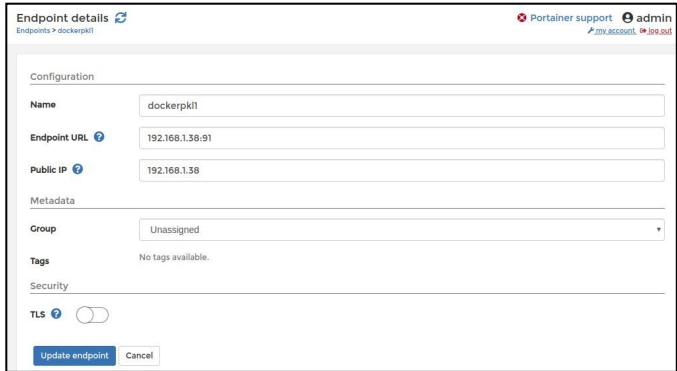 Endpoint details
Portainer support admin
Endpoints > dockerpkl1
my account log out
Configuration
Name dockerpkl1
Endpoint URL 192.168.1.38:91
Public IP 192.168.1.38
Metadata
Group Unassigned
Tags No tags available.
Security
TLS
Update endpoint Cancel